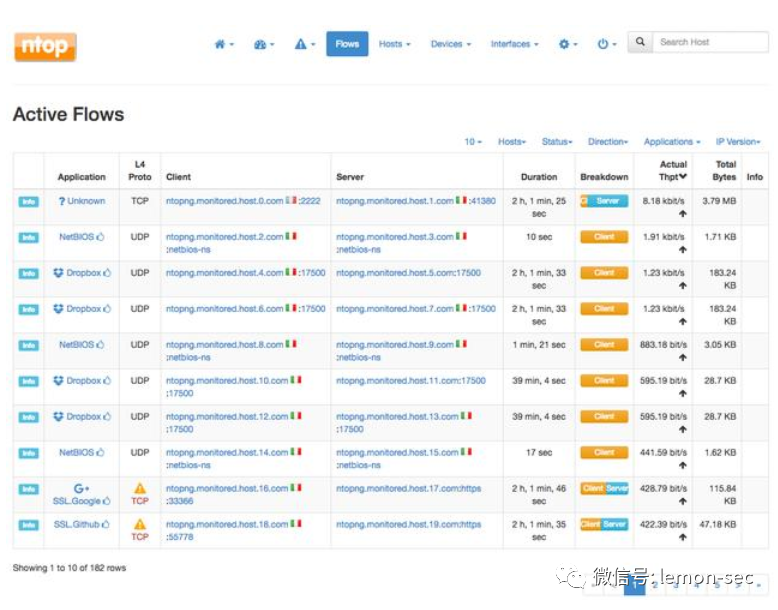 ntop
Flows Hosts Devices Interfaces Search Host
Active Flows
10 Hosts Status Direction Applications IP Version
Application L4 Proto Client Server Duration Breakdown Actual Thpt Total Bytes Info
Info ? Unknown TCP ntopng.monitored.host.0.com :2222 ntopng.monitored.host.1.com :41380 2 h, 1 min, 25 sec Server 8.18 kbit/s 3.79 MB
Info NetBIOS UDP ntopng.monitored.host.2.com :netbios-ns ntopng.monitored.host.3.com :netbios-ns 10 sec Client 1.91 kbit/s 1.71 KB
Info Dropbox UDP ntopng.monitored.host.4.com :17500 ntopng.monitored.host.5.com:17500 2 h, 1 min, 33 sec Client 1.23 kbit/s 183.24 KB
Info Dropbox UDP ntopng.monitored.host.6.com :17500 ntopng.monitored.host.7.com :17500 2 h, 1 min, 33 sec Client 1.23 kbit/s 183.24 KB
Info NetBIOS UDP ntopng.monitored.host.8.com :netbios-ns ntopng.monitored.host.9.com :netbios-ns 1 min, 21 sec Client 883.18 bit/s 3.05 KB
Info Dropbox UDP ntopng.monitored.host.10.com :17500 ntopng.monitored.host.11.com:17500 39 min, 4 sec Client 595.19 bit/s 28.7 KB
Info Dropbox UDP ntopng.monitored.host.12.com :17500 ntopng.monitored.host.13.com :17500 39 min, 4 sec Client 595.19 bit/s 28.7 KB
Info NetBIOS UDP ntopng.monitored.host.14.com :netbios-ns ntopng.monitored.host.15.com :netbios-ns 17 sec Client 441.59 bit/s 1.62 KB
Info G+ SSL.Google TCP ntopng.monitored.host.16.com :33366 ntopng.monitored.host.17.com:https 2 h, 1 min, 46 sec Client Server 428.79 bit/s 115.84 KB
Info SSL.Github TCP ntopng.monitored.host.18.com :55778 ntopng.monitored.host.19.com:https 2 h, 1 min, 35 sec Client Server 422.39 bit/s 47.18 KB
Showing 1 to 10 of 182 rows
微信号: lemon-sec
1